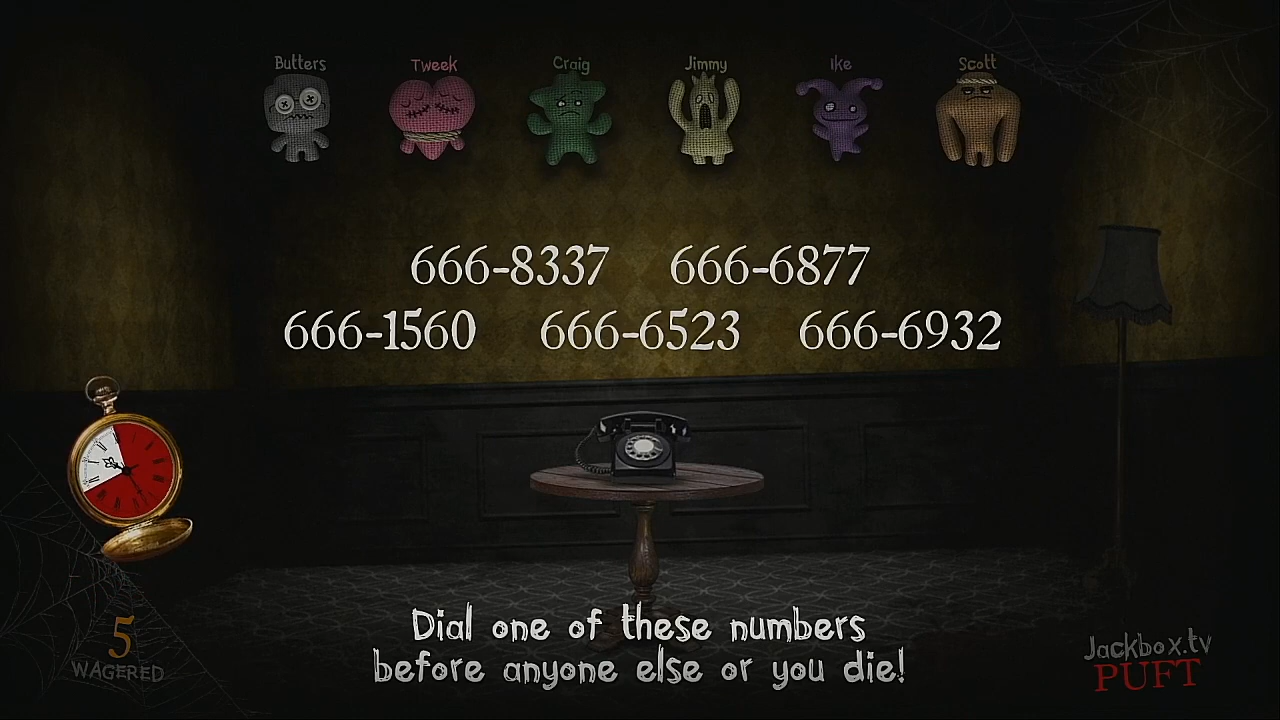 Butters Tweek Craig Jimmy Ike Scott
666-8337 666-6877
666-1560 666-6523 666-6932
Dial one of these numbers
before anyone else or you die!
5
WAGERED
Jackbox.tv
PUFT